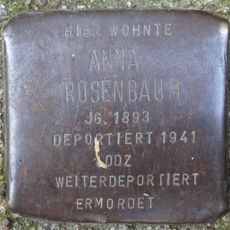 HIER WOHNTE
ANNA
ROSENBAUM
JG. 1893
DEPORTIERT 1941
LODZ
WEITERDEPORTIERT
ERMORDET